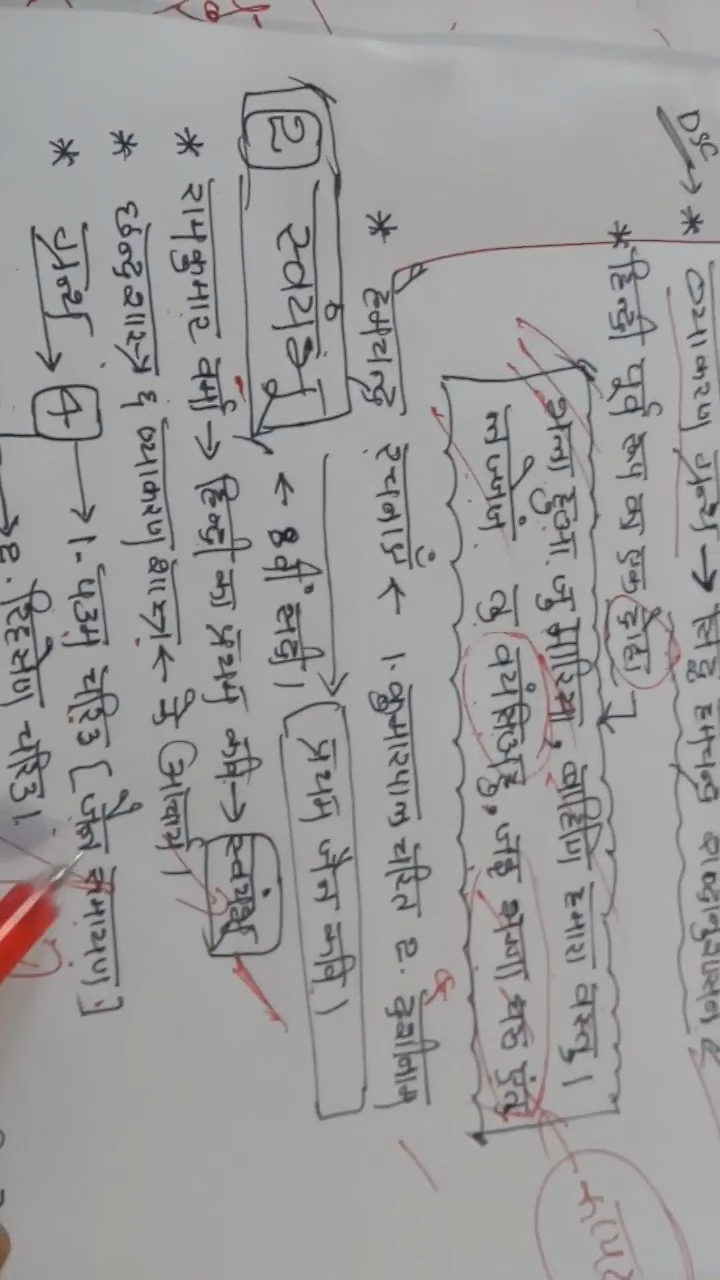 DSC → * व्याकरण ग्रन्थ → सिद्ध हेमचन्द्र शब्दानुशासन
* हिन्दी पूर्व रूप का एक दोहा
भला हुआ जु मारिआ, बहिणि हमारा कन्तु।
लज्जेजं तु वयंसिअहु, जइ भग्गा घरु एंतु
* हेमचन्द्र रचनाएँ ← 1. कुमारपाल चरित 2. कुशीनाम
2 स्वयंभू ← 8वीं सदी। प्रथम जैन कवि।
* रामकुमार वर्मा → हिन्दी का प्रथम कवि → स्वयंभू
* छन्दशास्त्र व व्याकरण शास्त्र ← के आचार्य।
* ग्रन्थ → 4 → 1. पउम चरिउ [जैन रामायण]
→ 2. रिट्ठणेमि चरिउ।